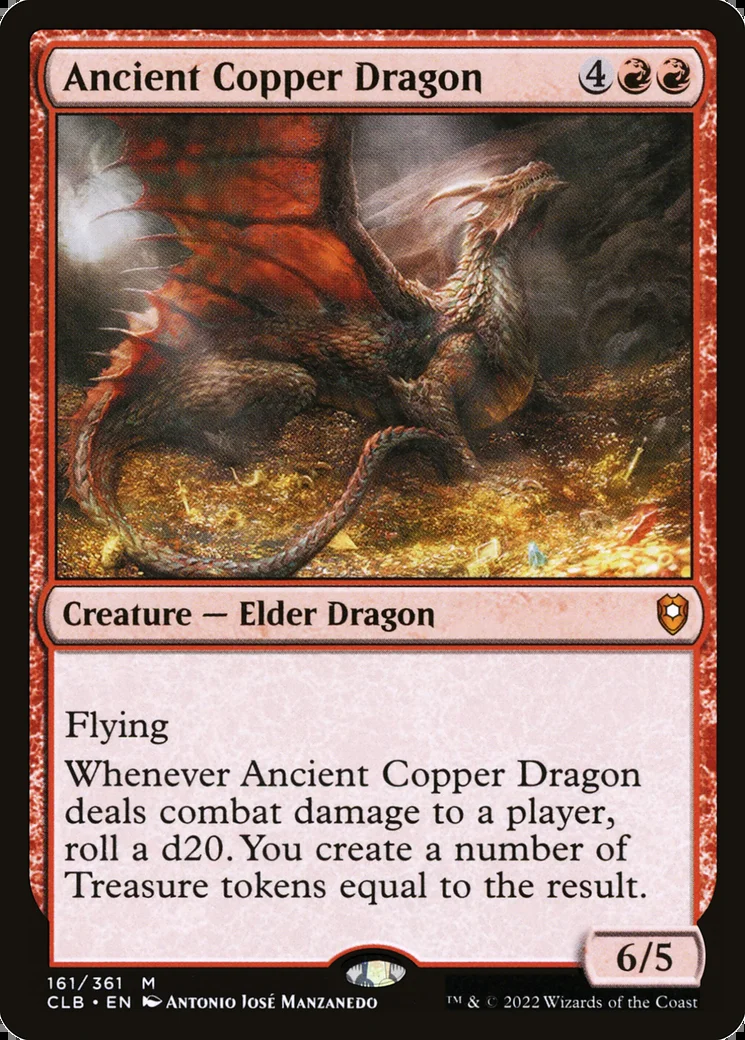 Ancient Copper Dragon 4
Creature — Elder Dragon
Flying
Whenever Ancient Copper Dragon
deals combat damage to a player,
roll a d20. You create a number of
Treasure tokens equal to the result.
6/5
161/361 M
CLB • EN Antonio José Manzanedo
™ & © 2022 Wizards of the Coast